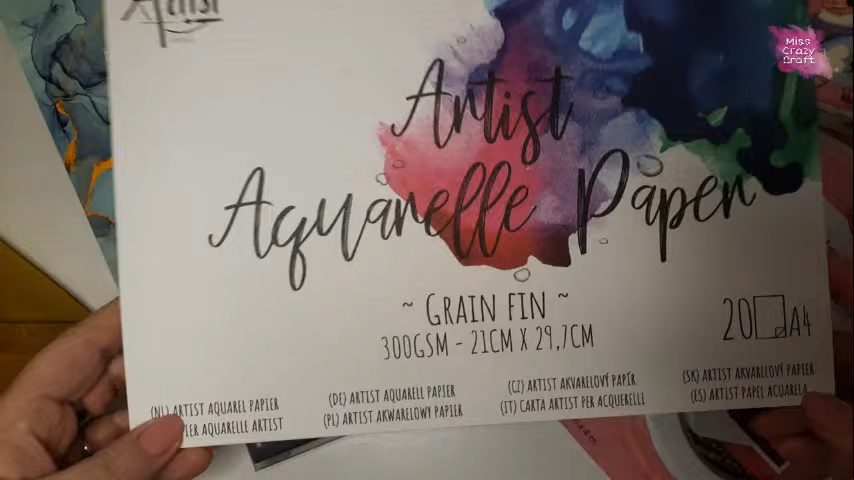 Artist
Miss
Crazy
Craft
Artist
Aquarelle Paper
~ GRAIN FIN ~
300GSM - 21CM X 29,7CM
20 A4
(NL) ARTIST AQUAREL PAPIER
PIER AQUARELLE ARTIST
(DE) ARTIST AQUARELL PAPIER
(PL) ARTIST AKWARELOWY PAPIER
(CZ) ARTIST AKVARELOVÝ PAPÍR
(IT) CARTA ARTIST PER ACQUERELLE
(SK) ARTIST AKVARELLOVÝ PAPIER
(ES) ARTIST PAPEL ACUARELA